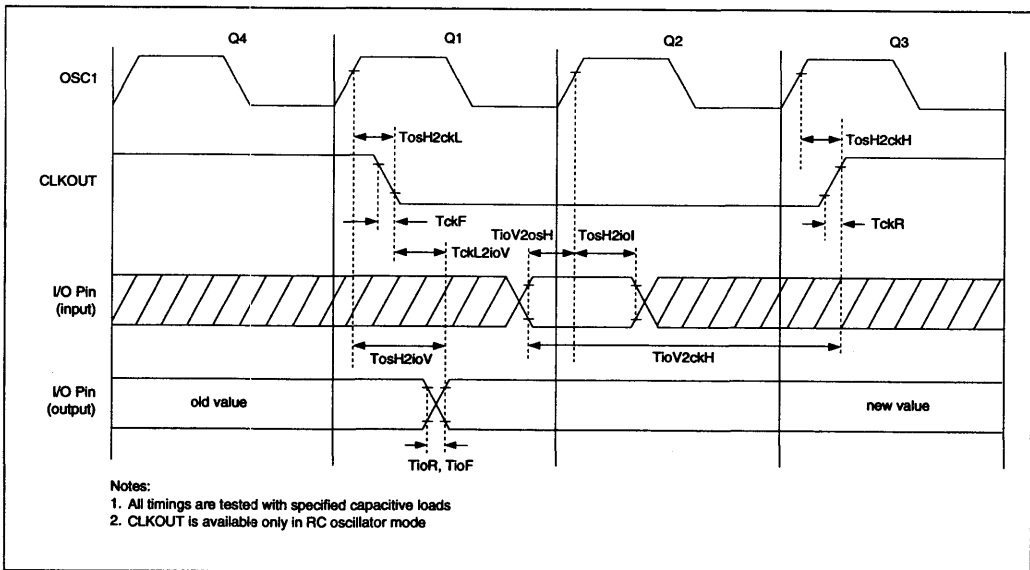 Q4 Q1 Q2 Q3
OSC1
TosH2ckL TosH2ckH
CLKOUT
TckF TckR
TioV2osH TosH2ioI
TckL2ioV
I/O Pin
(input)
TosH2ioV TioV2ckH
I/O Pin
(output)
old value new value
TioR, TioF
Notes:
1. All timings are tested with specified capacitive loads
2. CLKOUT is available only in RC oscillator mode